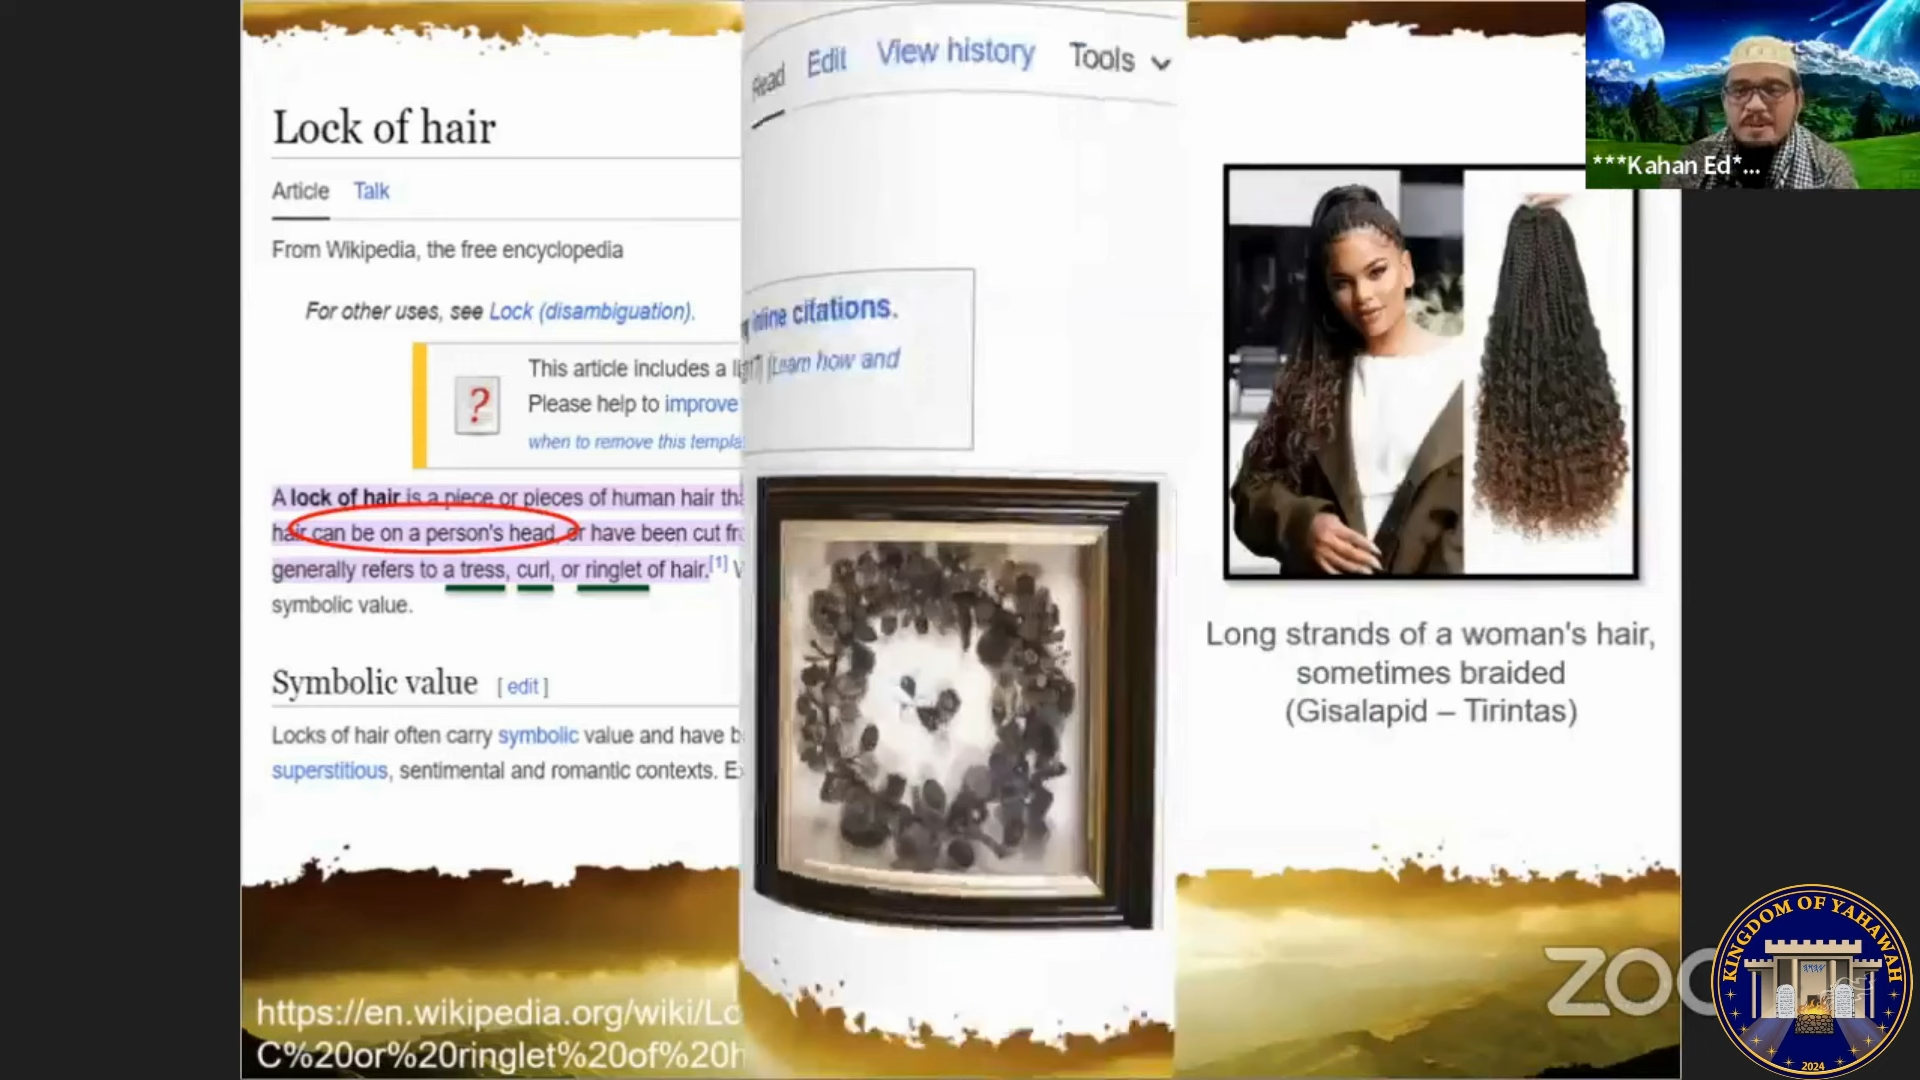 Lock of hair
Article Talk
From Wikipedia, the free encyclopedia
For other uses, see Lock (disambiguation).
This article includes a
Please help to improve
when to remove this
A lock of hair is a piece or pieces of human hair
hair can be on a person's head, or have been cut
generally refers to a tress, curl, or ringlet of hair.[1]
symbolic value.
Symbolic value [ edit ]
Locks of hair often carry symbolic value and have
superstitious, sentimental and romantic contexts.
https://en.wikipedia.org/wiki/Lo
C%20or%20ringlet%20of%20h
Read Edit View history Tools
inline citations.
(Learn how and
Long strands of a woman's hair,
sometimes braided
(Gisalapid – Tirintas)
***Kahan Ed*...
KINGDOM OF YAHAWAH
2024